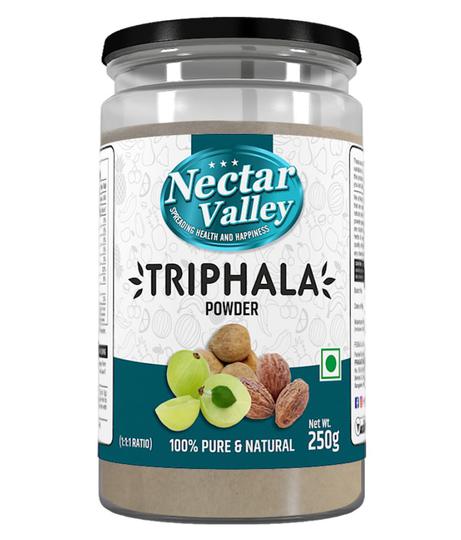 Nectar
Valley
SPREADING HEALTH AND HAPPINESS
TRIPHALA
POWDER
(1:1:1 RATIO)
100% PURE & NATURAL
Net Wt.
250g